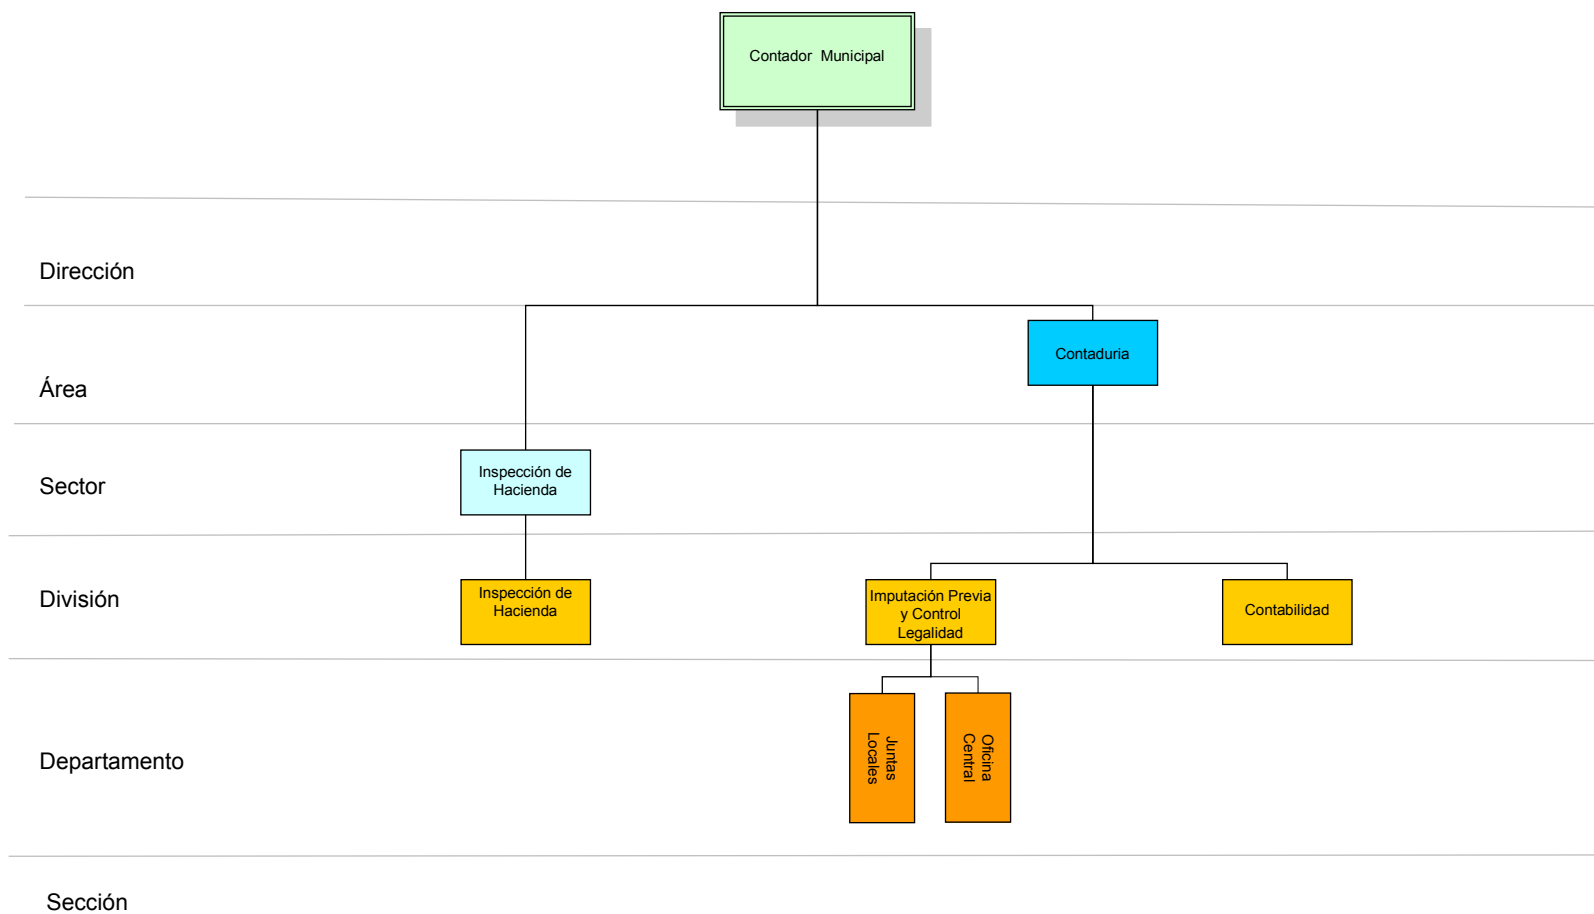 Contador  Municipal
Dirección
Contaduria
Área
Inspección de
Hacienda
Sector
Inspección de
Hacienda
Imputación Previa
y Control
Legalidad
Contabilidad
División
Juntas
Locales
Oficina
Central
Departamento
Sección